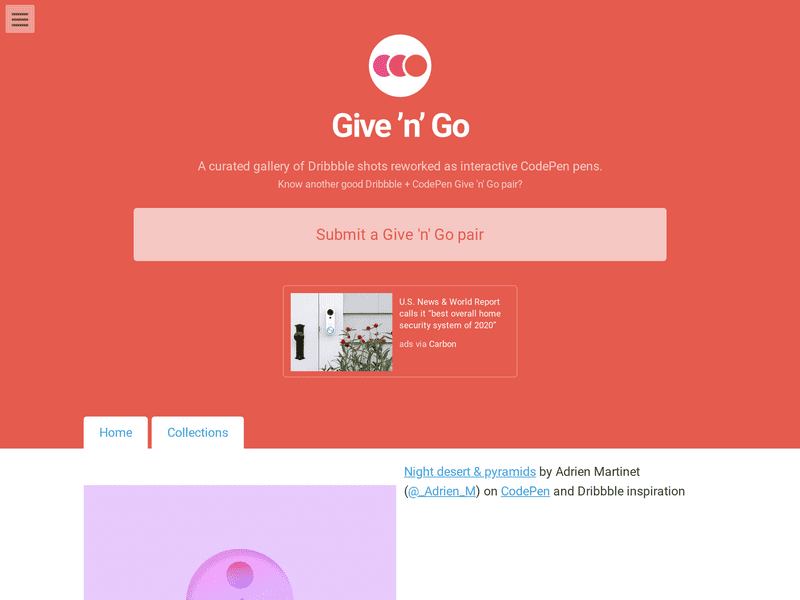 Give ’n’ Go
A curated gallery of Dribbble shots reworked as interactive CodePen pens.
Know another good Dribbble + CodePen Give 'n' Go pair?
Submit a Give 'n' Go pair
U.S. News & World Report
calls it “best overall home
security system of 2020”
ads via Carbon
Home
Collections
Night desert & pyramids by Adrien Martinet
(@_Adrien_M) on CodePen and Dribbble inspiration